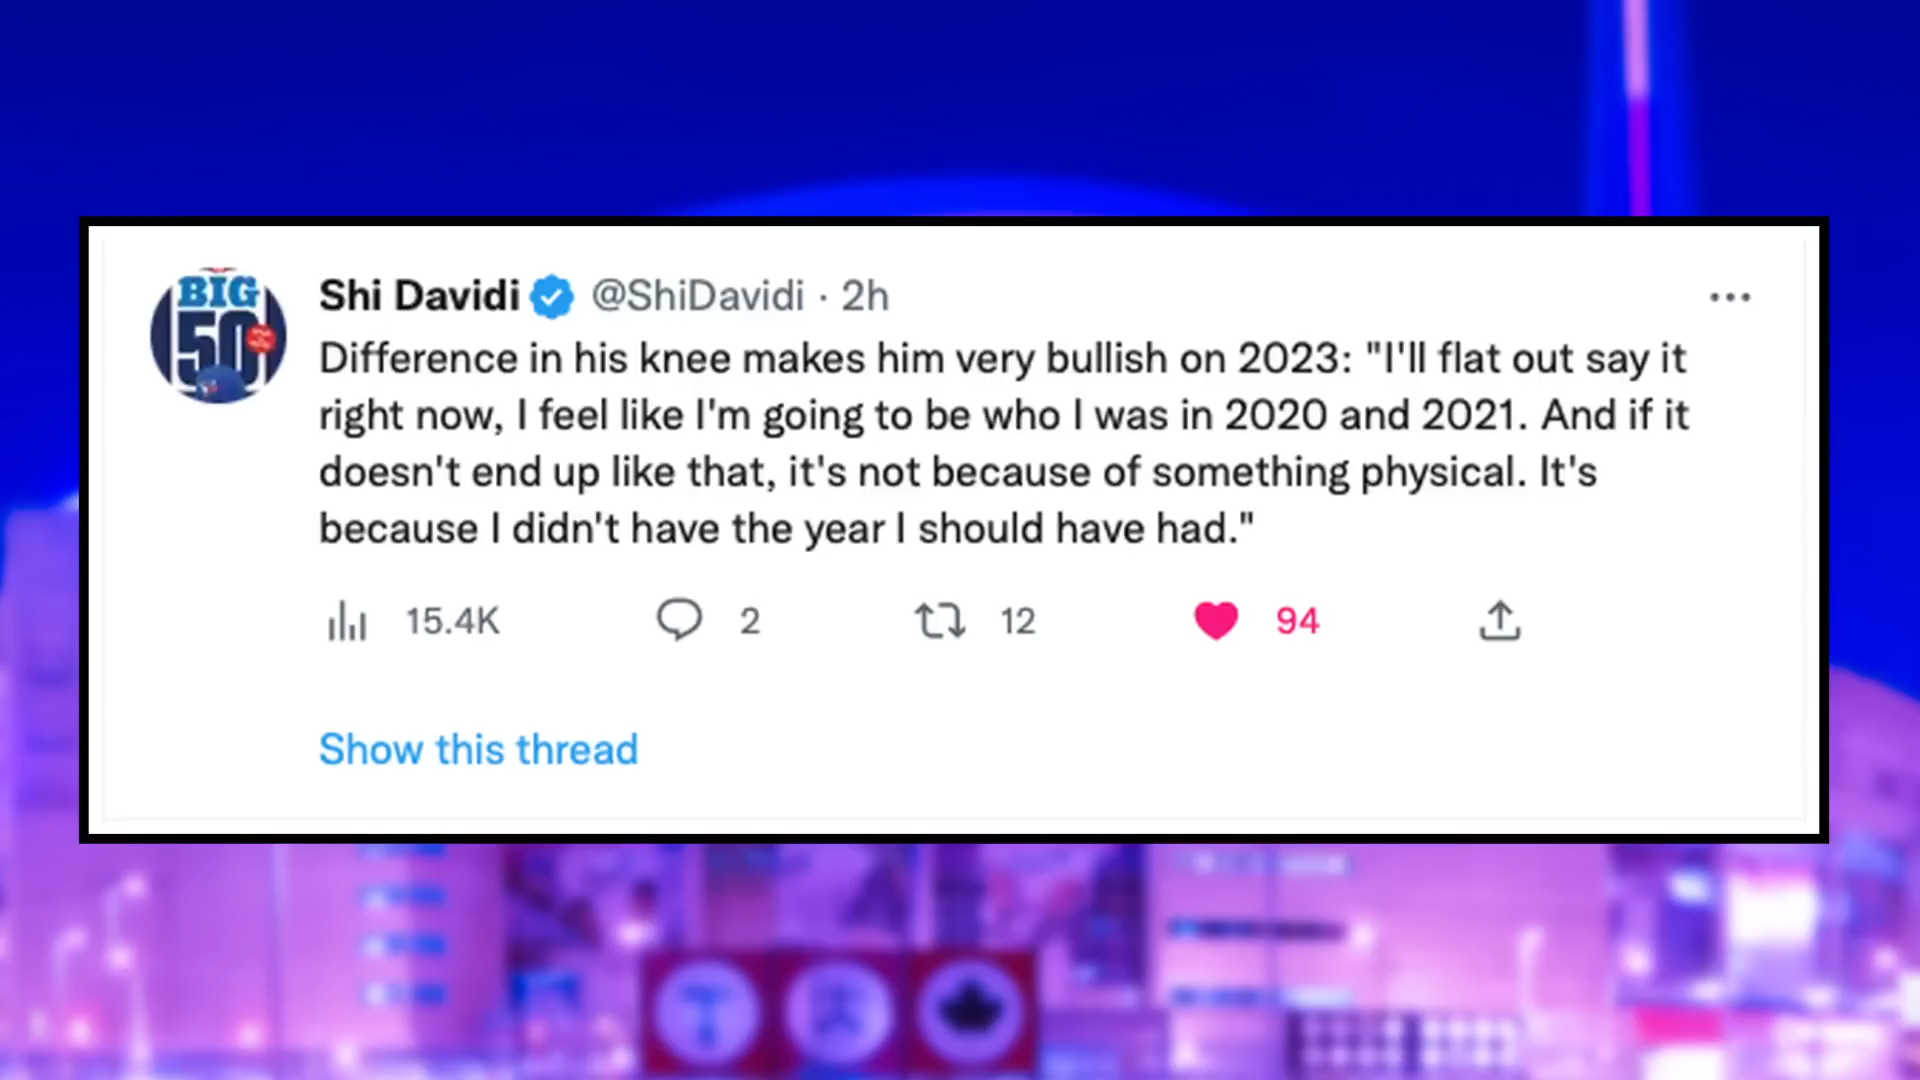 BIG
50
Shi Davidi @ShiDavidi · 2h
Difference in his knee makes him very bullish on 2023: "I'll flat out say it
right now, I feel like I'm going to be who I was in 2020 and 2021. And if it
doesn't end up like that, it's not because of something physical. It's
because I didn't have the year I should have had."
15.4K 2 12 94
Show this thread